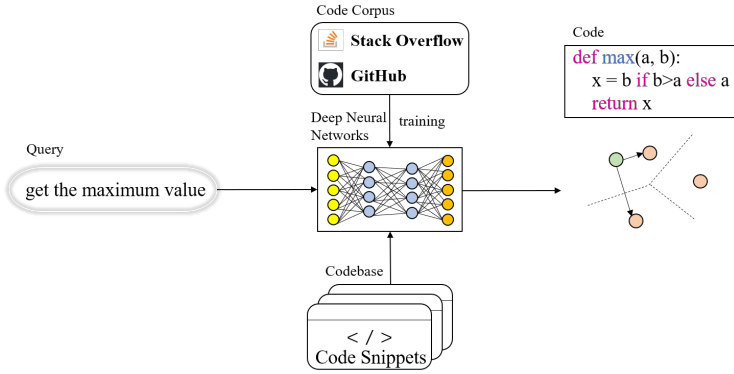 Code Corpus
Stack Overflow
GitHub
Code
def max(a, b):
x = b if b>a else a
return x
Deep Neural
Networks
training
Query
get the maximum value
Codebase
< / >
Code Snippets